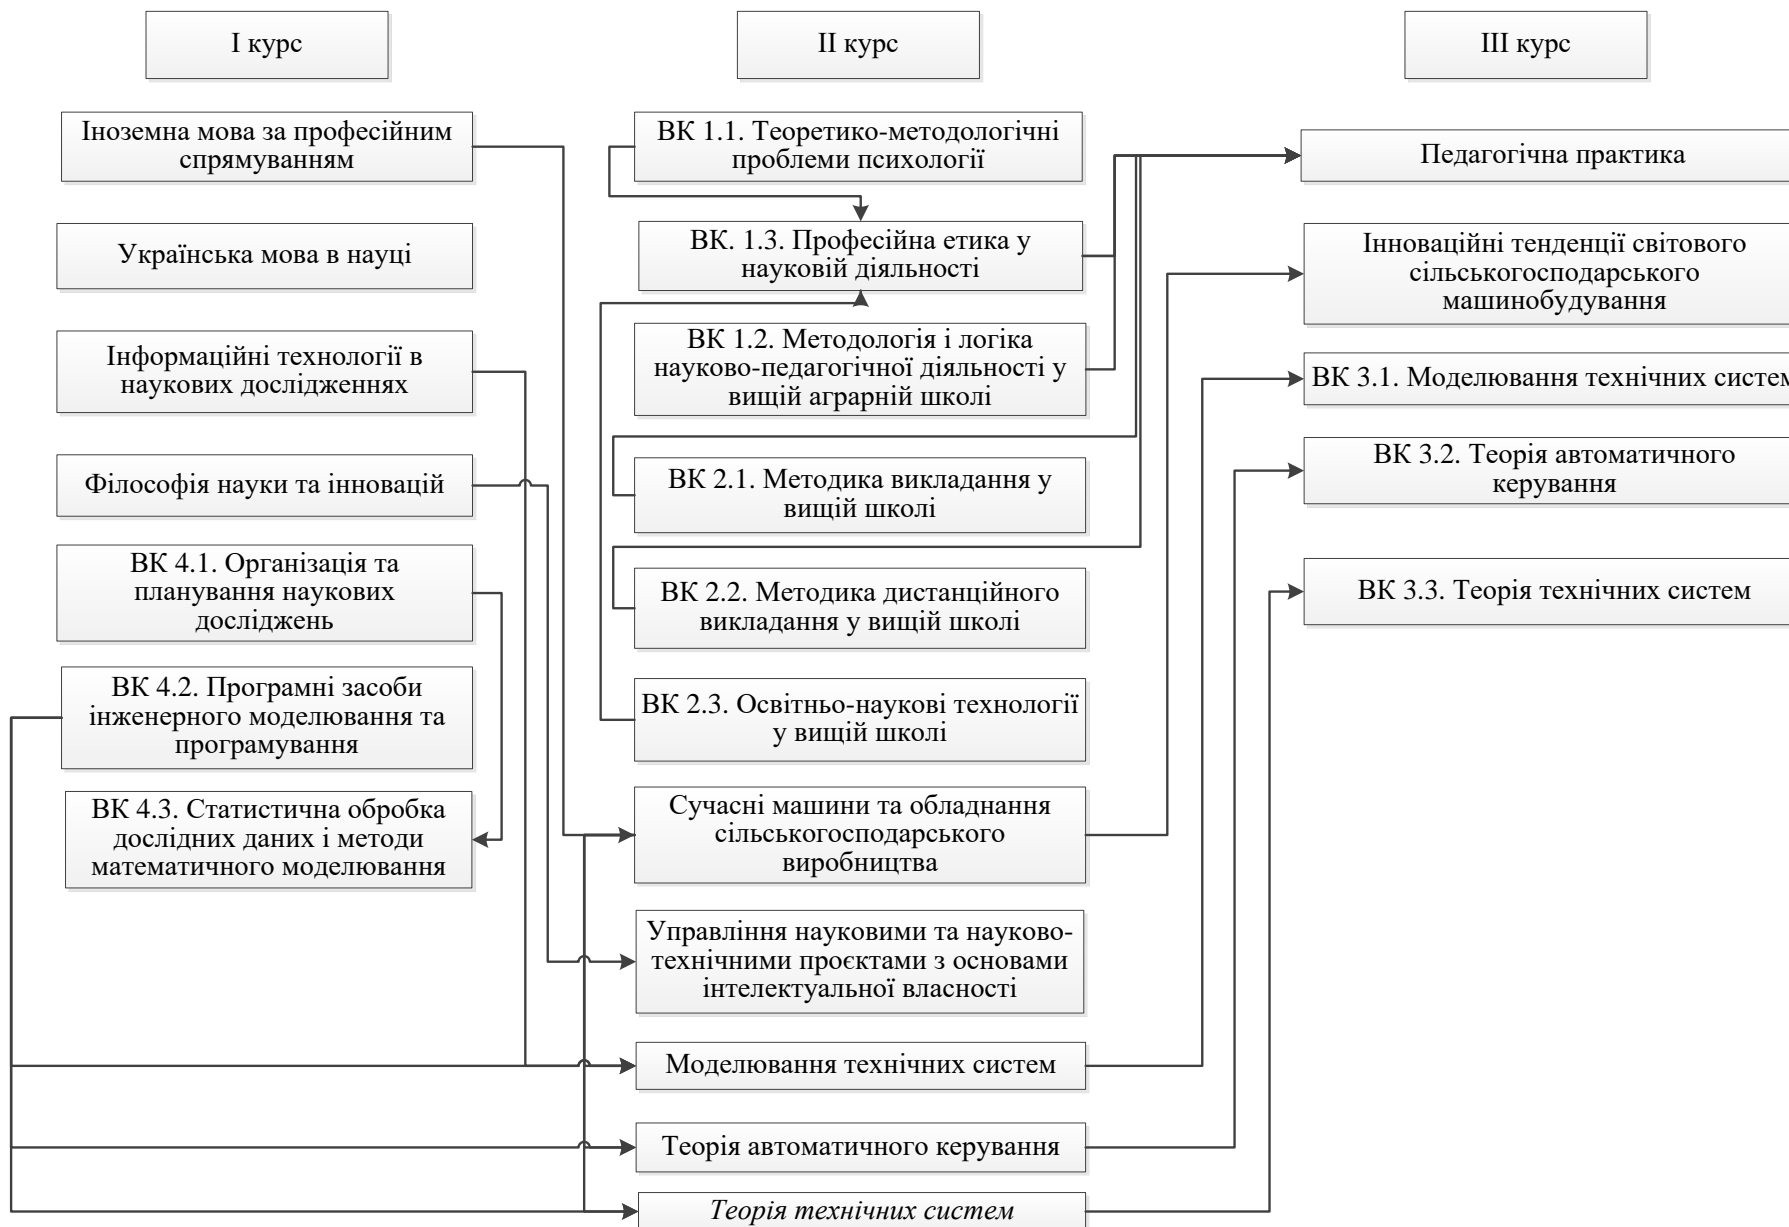 І курс
ІІ курс
ІІІ курс
Іноземна мова за професійним
спрямуванням
Українська мова в науці
Інформаційні технології в
наукових дослідженнях
Філософія науки та інновацій
ВК 4.1. Організація та
планування наукових
досліджень
ВК 4.2. Програмні засоби
інженерного моделювання та
програмування
ВК 4.3. Статистична обробка
дослідних даних і методи
математичного моделювання
ВК 1.1. Теоретико-методологічні
проблеми психології
ВК. 1.3. Професійна етика у
науковій діяльності
ВК 1.2. Методологія і логіка
науково-педагогічної діяльності у
вищій аграрній школі
ВК 2.1. Методика викладання у
вищій школі
ВК 2.2. Методика дистанційного
викладання у вищій школі
ВК 2.3. Освітньо-наукові технології
у вищій школі
Сучасні машини та обладнання
сільськогосподарського
виробництва
Управління науковими та науково-
технічними проєктами з основами
інтелектуальної власності
Моделювання технічних систем
Теорія автоматичного керування
Теорія технічних систем
Педагогічна практика
Інноваційні тенденції світового
сільськогосподарського
машинобудування
ВК 3.1. Моделювання технічних систем
ВК 3.2. Теорія автоматичного
керування
ВК 3.3. Теорія технічних систем